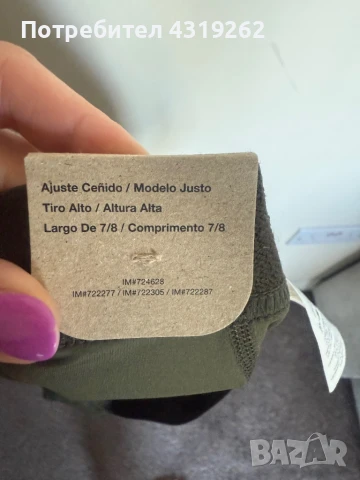 Потребител 4319262
Ajuste Ceñido / Modelo Justo
Tiro Alto / Altura Alta
Largo De 7/8 / Comprimento 7/8
IM#724628
IM#722277 / IM#722305 / IM#722287
BAZAR